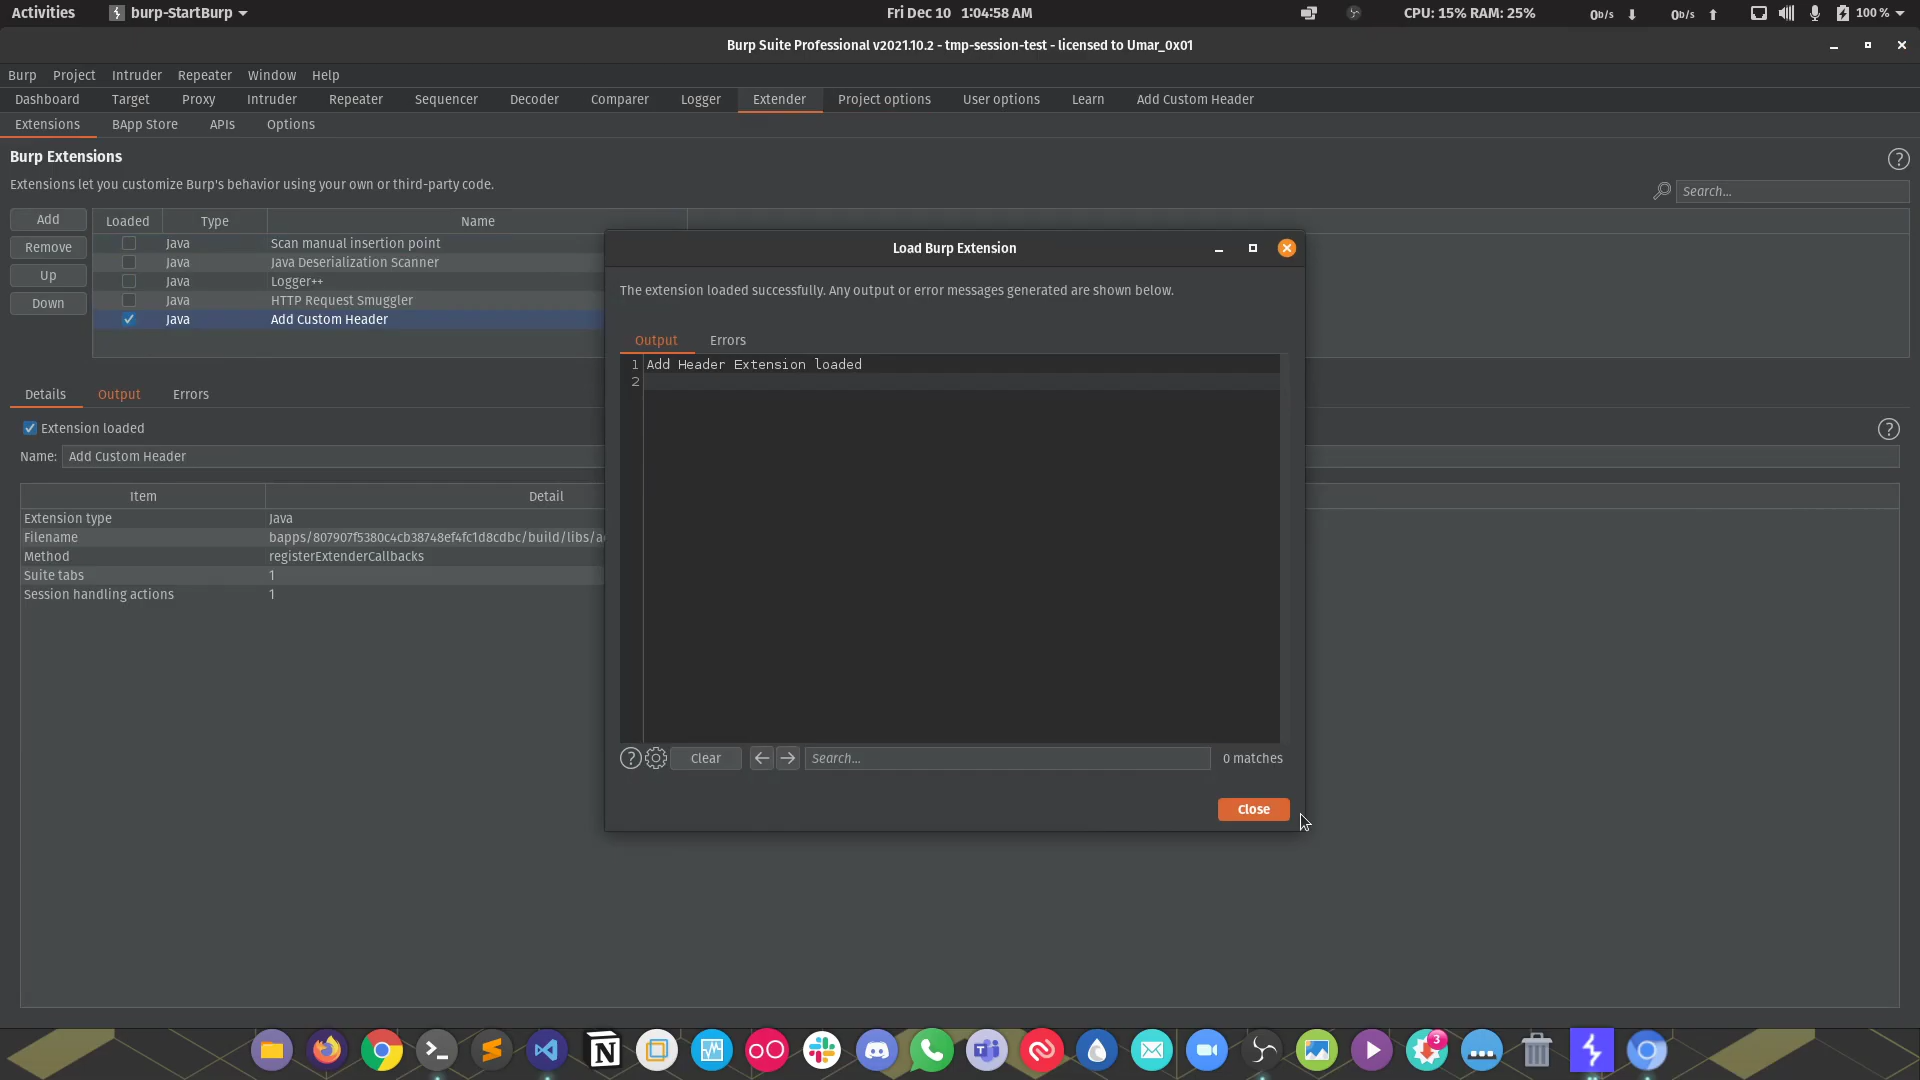 Activities burp-StartBurp Fri Dec 10 1:04:58 AM CPU: 15% RAM: 25% 0b/s 0b/s 100 %
Burp Suite Professional v2021.10.2 - tmp-session-test - licensed to Umar_0x01
Burp Project Intruder Repeater Window Help
Dashboard Target Proxy Intruder Repeater Sequencer Decoder Comparer Logger Extender Project options User options Learn Add Custom Header
Extensions BApp Store APIs Options
Burp Extensions
Extensions let you customize Burp's behavior using your own or third-party code.
Search...
Add
Remove
Up
Down
Loaded Type Name
Java Scan manual insertion point
Java Java Deserialization Scanner
Java Logger++
Java HTTP Request Smuggler
Java Add Custom Header
Details Output Errors
Extension loaded
Name: Add Custom Header
Item Detail
Extension type Java
Filename bapps/807907f5380c4cb38748ef4fc1d8cdbc/build/libs/a
Method registerExtenderCallbacks
Suite tabs 1
Session handling actions 1
Load Burp Extension
The extension loaded successfully. Any output or error messages generated are shown below.
Output Errors
1 Add Header Extension loaded
2
? Clear Search... 0 matches
Close
3